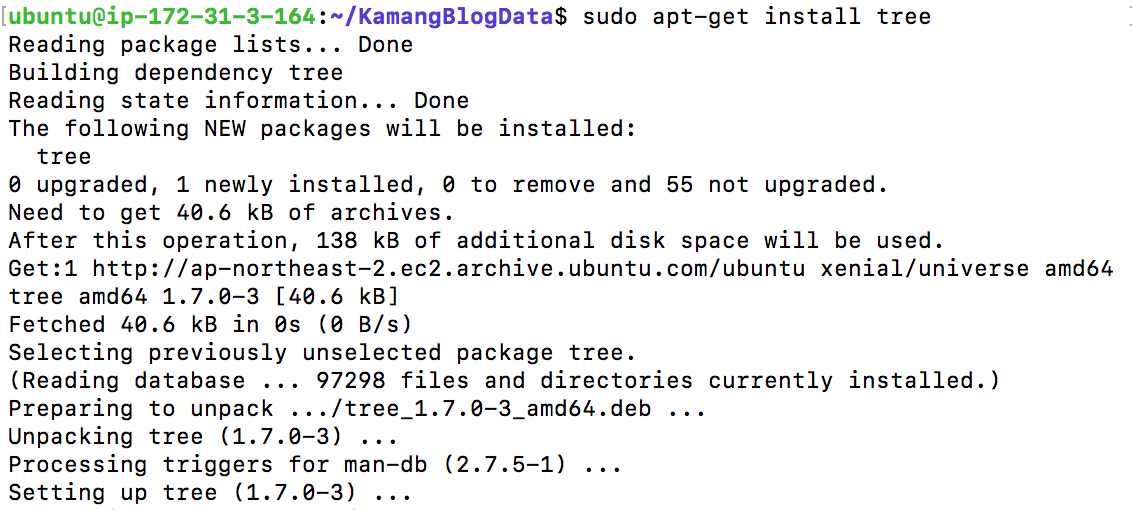 [ubuntu@ip-172-31-3-164:~/KamangBlogData$ sudo apt-get install tree
Reading package lists... Done
Building dependency tree
Reading state information... Done
The following NEW packages will be installed:
  tree
0 upgraded, 1 newly installed, 0 to remove and 55 not upgraded.
Need to get 40.6 kB of archives.
After this operation, 138 kB of additional disk space will be used.
Get:1 http://ap-northeast-2.ec2.archive.ubuntu.com/ubuntu xenial/universe amd64
tree amd64 1.7.0-3 [40.6 kB]
Fetched 40.6 kB in 0s (0 B/s)
Selecting previously unselected package tree.
(Reading database ... 97298 files and directories currently installed.)
Preparing to unpack .../tree_1.7.0-3_amd64.deb ...
Unpacking tree (1.7.0-3) ...
Processing triggers for man-db (2.7.5-1) ...
Setting up tree (1.7.0-3) ...